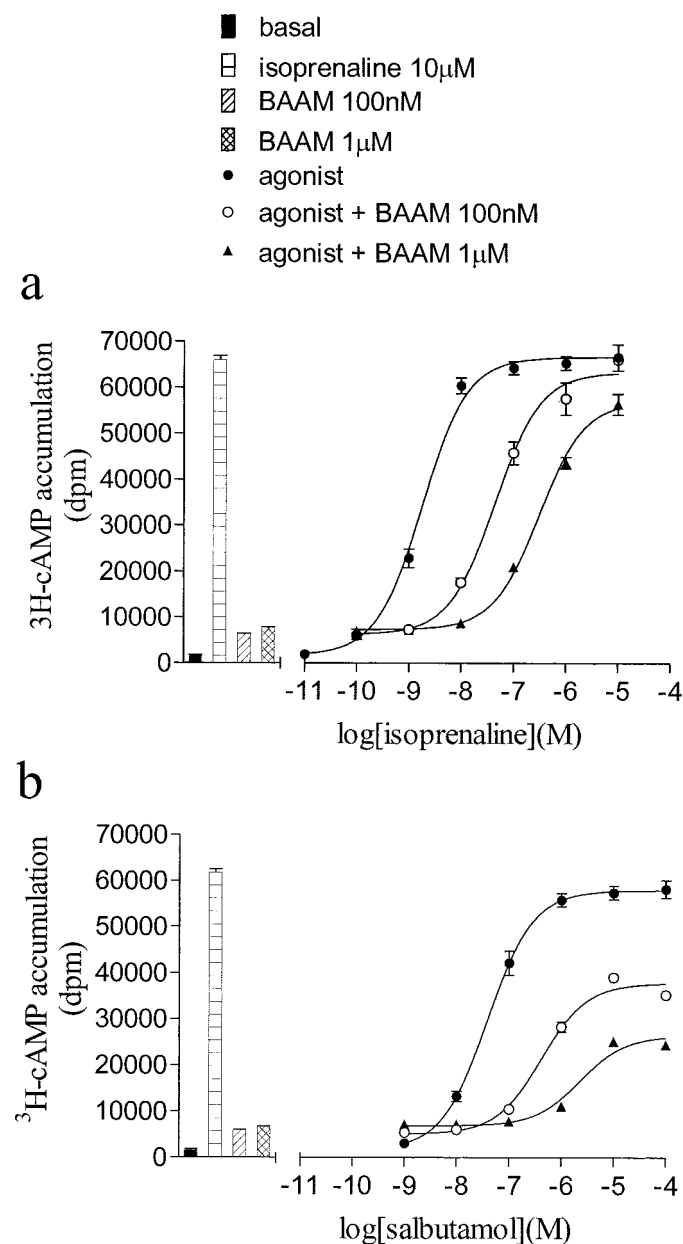 basal
isoprenaline 10µM
BAAM 100nM
BAAM 1µM
agonist
agonist + BAAM 100nM
agonist + BAAM 1µM
a
3H-cAMP accumulation
(dpm)
70000
60000
50000
40000
30000
20000
10000
0
-11 -10 -9 -8 -7 -6 -5 -4
log[isoprenaline](M)
b
³H-cAMP accumulation
(dpm)
70000
60000
50000
40000
30000
20000
10000
0
-11 -10 -9 -8 -7 -6 -5 -4
log[salbutamol](M)